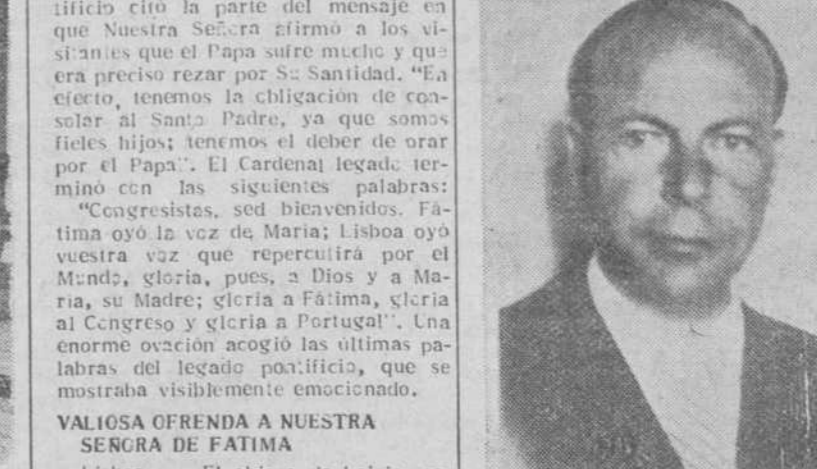 tificio citó la parte del mensaje en
que Nuestra Señora afirmó a los vi-
sitantes que el Papa sufre mucho y que
era preciso rezar por Su Santidad. "En
efecto, tenemos la obligación de con-
solar al Santo Padre, ya que somos
fieles hijos; tenemos el deber de orar
por el Papa". El Cardenal legado ter-
minó con las siguientes palabras:
"Congresistas, sed bienvenidos. Fá-
tima oyó la voz de María; Lisboa oyó
vuestra voz que repercutirá por el
Mundo, gloria, pues, a Dios y a Ma-
ría, su Madre; gloria a Fátima, gloria
al Congreso y gloria a Portugal". Una
enorme ovación acogió las últimas pa-
labras del legado pontificio, que se
mostraba visiblemente emocionado.
VALIOSA OFRENDA A NUESTRA
SEÑORA DE FATIMA